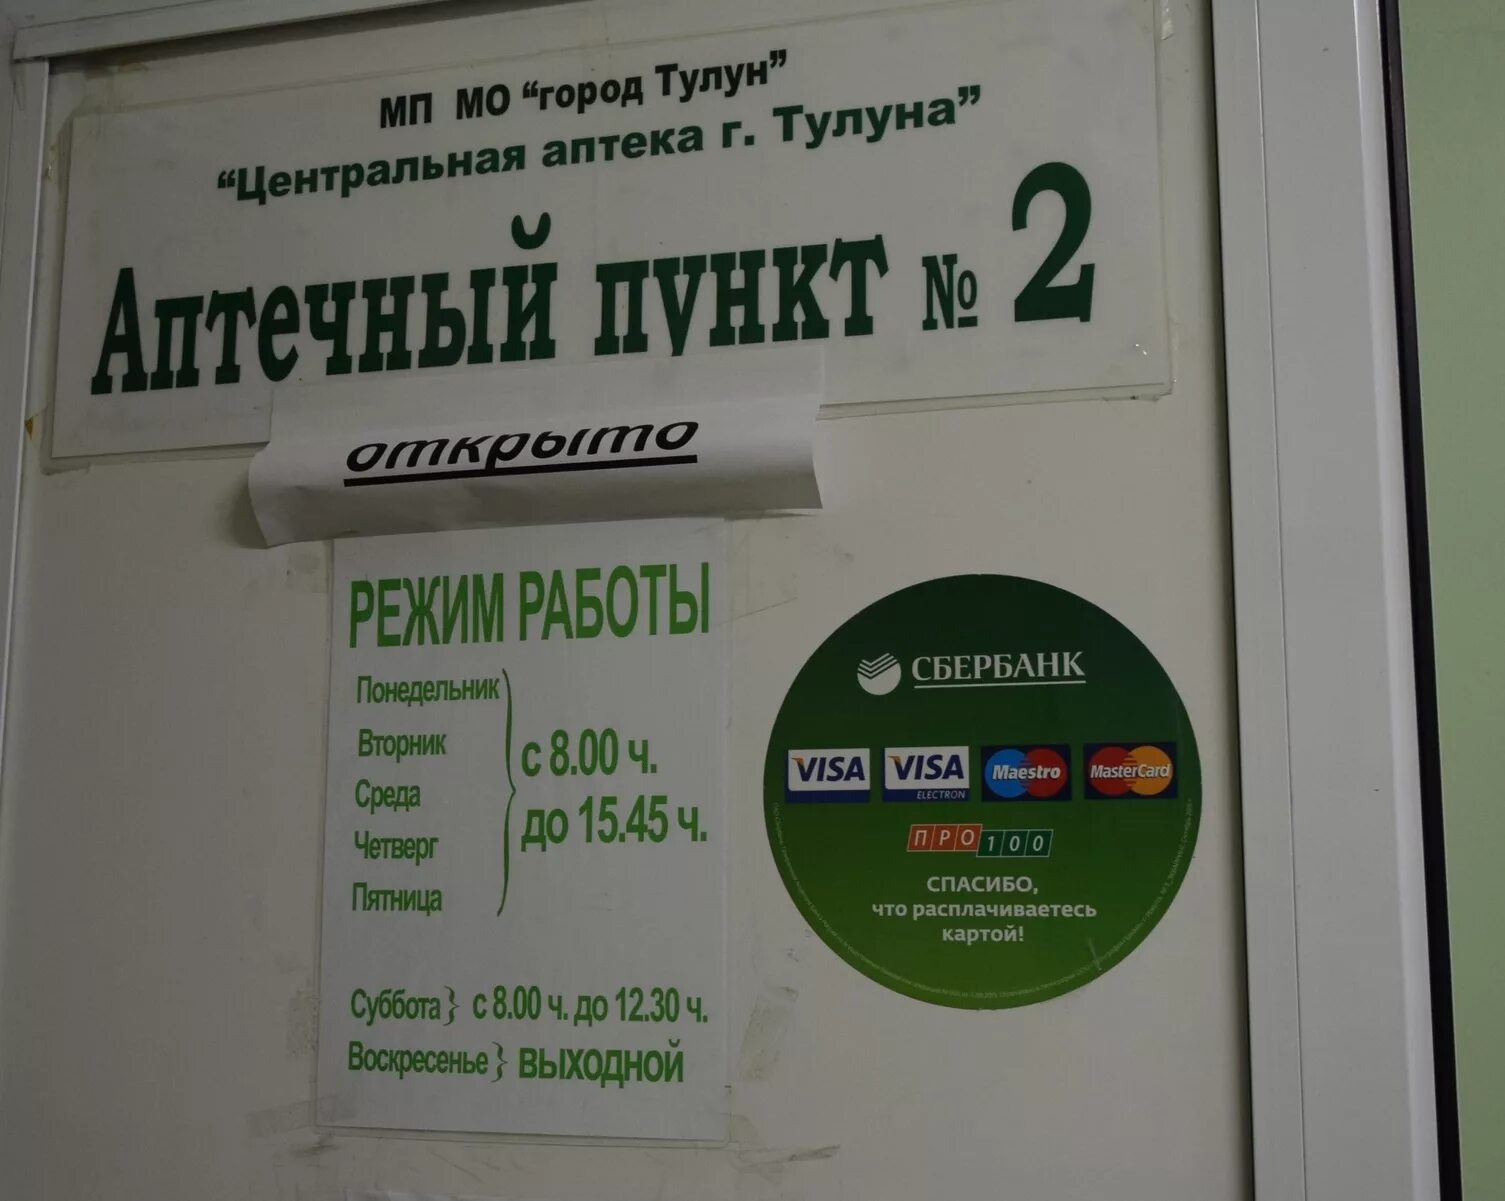 МП МО “город Тулун”
“Центральная аптека г. Тулуна”
Аптечный пункт № 2
открыто
РЕЖИМ РАБОТЫ
Понедельник
Вторник
Среда
Четверг
Пятница
с 8.00 ч.
до 15.45 ч.
Суббота} с 8.00 ч. до 12.30 ч.
Воскресенье} ВЫХОДНОЙ
СБЕРБАНК
VISA
VISA
ELECTRON
Maestro
MasterCard
ПРО100
СПАСИБО,
что расплачиваетесь
картой!